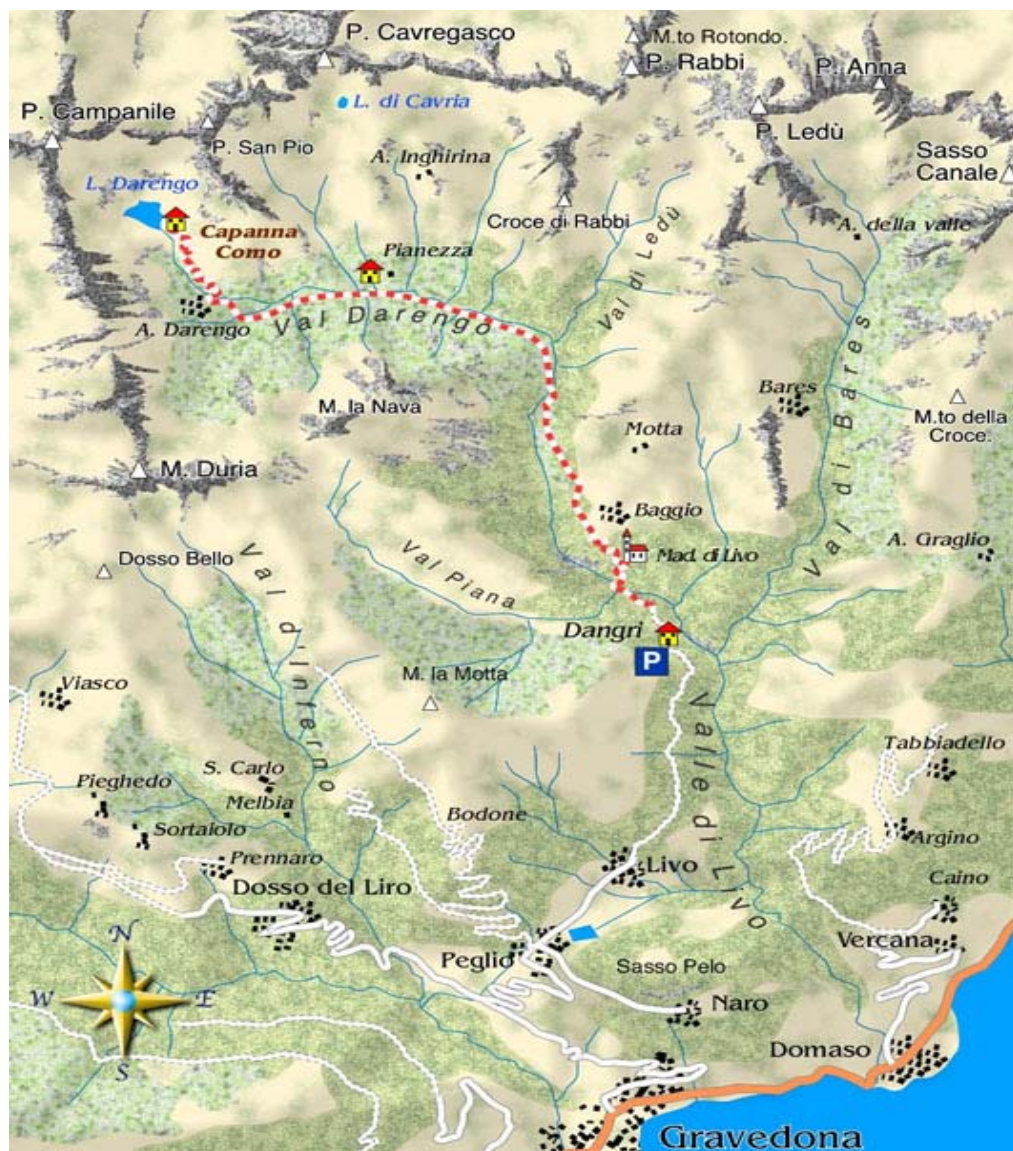 P. Cavregasco
M.to Rotondo.
P. Rabbi
P. Anna
P. Campanile
L. di Cavria
P. Ledù
P. San Pio
A. Inghirina
Sasso
Canale
L. Darengo
Croce di Rabbi
A. della valle
Capanna
Como
Pianezza
Val di Ledù
A. Darengo
Val Darengo
Bares
Val di Bares
M. la Nava
M.to della
Croce.
Motta
M. Duria
Baggio
A. Graglio
Dosso Bello
Val Piana
Mad. di Livo
Val d'Inferno
Dangri
P
M. la Motta
Viasco
Valle di Livo
Tabbiadello
Pieghedo
S. Carlo
Melbia
Bodone
Sortalolo
Argino
Prennaro
Livo
Caino
Dosso del Liro
Vercana
N
Peglio
Sasso Pelo
W
E
Naro
Domaso
S
Gravedona